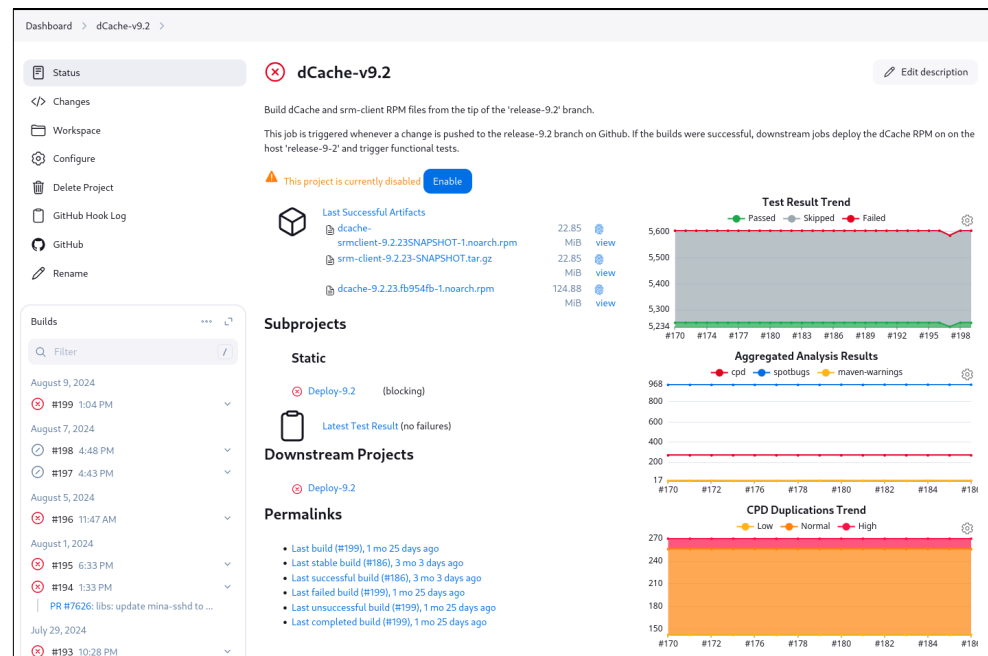 Dashboard > dCache-v9.2 >
Status
Changes
Workspace
Configure
Delete Project
GitHub Hook Log
GitHub
Rename
Builds
Filter /
August 9, 2024
#199 1:04 PM
August 7, 2024
#198 4:48 PM
#197 4:43 PM
August 5, 2024
#196 11:47 AM
August 1, 2024
#195 6:33 PM
#194 1:33 PM
PR #7626: libs: update mina-sshd to ...
July 29, 2024
#193 10:28 PM
dCache-v9.2
Edit description
Build dCache and srm-client RPM files from the tip of the 'release-9.2' branch.
This job is triggered whenever a change is pushed to the release-9.2 branch on Github. If the builds were successful, downstream jobs deploy the dCache RPM on on the
host 'release-9-2' and trigger functional tests.
This project is currently disabled Enable
Last Successful Artifacts
dcache- 22.85
srmclient-9.2.23SNAPSHOT-1.noarch.rpm MiB view
srm-client-9.2.23-SNAPSHOT.tar.gz 22.85
MiB view
dcache-9.2.23.fb954fb-1.noarch.rpm 124.88
MiB view
Subprojects
Static
Deploy-9.2 (blocking)
Latest Test Result (no failures)
Downstream Projects
Deploy-9.2
Permalinks
Last build (#199), 1 mo 25 days ago
Last stable build (#186), 3 mo 3 days ago
Last successful build (#186), 3 mo 3 days ago
Last failed build (#199), 1 mo 25 days ago
Last unsuccessful build (#199), 1 mo 25 days ago
Last completed build (#199), 1 mo 25 days ago
Test Result Trend
Passed Skipped Failed
5,600
5,500
5,400
5,300
5,234
#170 #174 #177 #180 #183 #186 #189 #192 #195 #198
Aggregated Analysis Results
cpd spotbugs maven-warnings
968
800
600
400
200
17
#170 #172 #176 #178 #180 #182 #184 #186
CPD Duplications Trend
Low Normal High
270
240
210
180
150
#170 #172 #176 #178 #180 #182 #184 #186